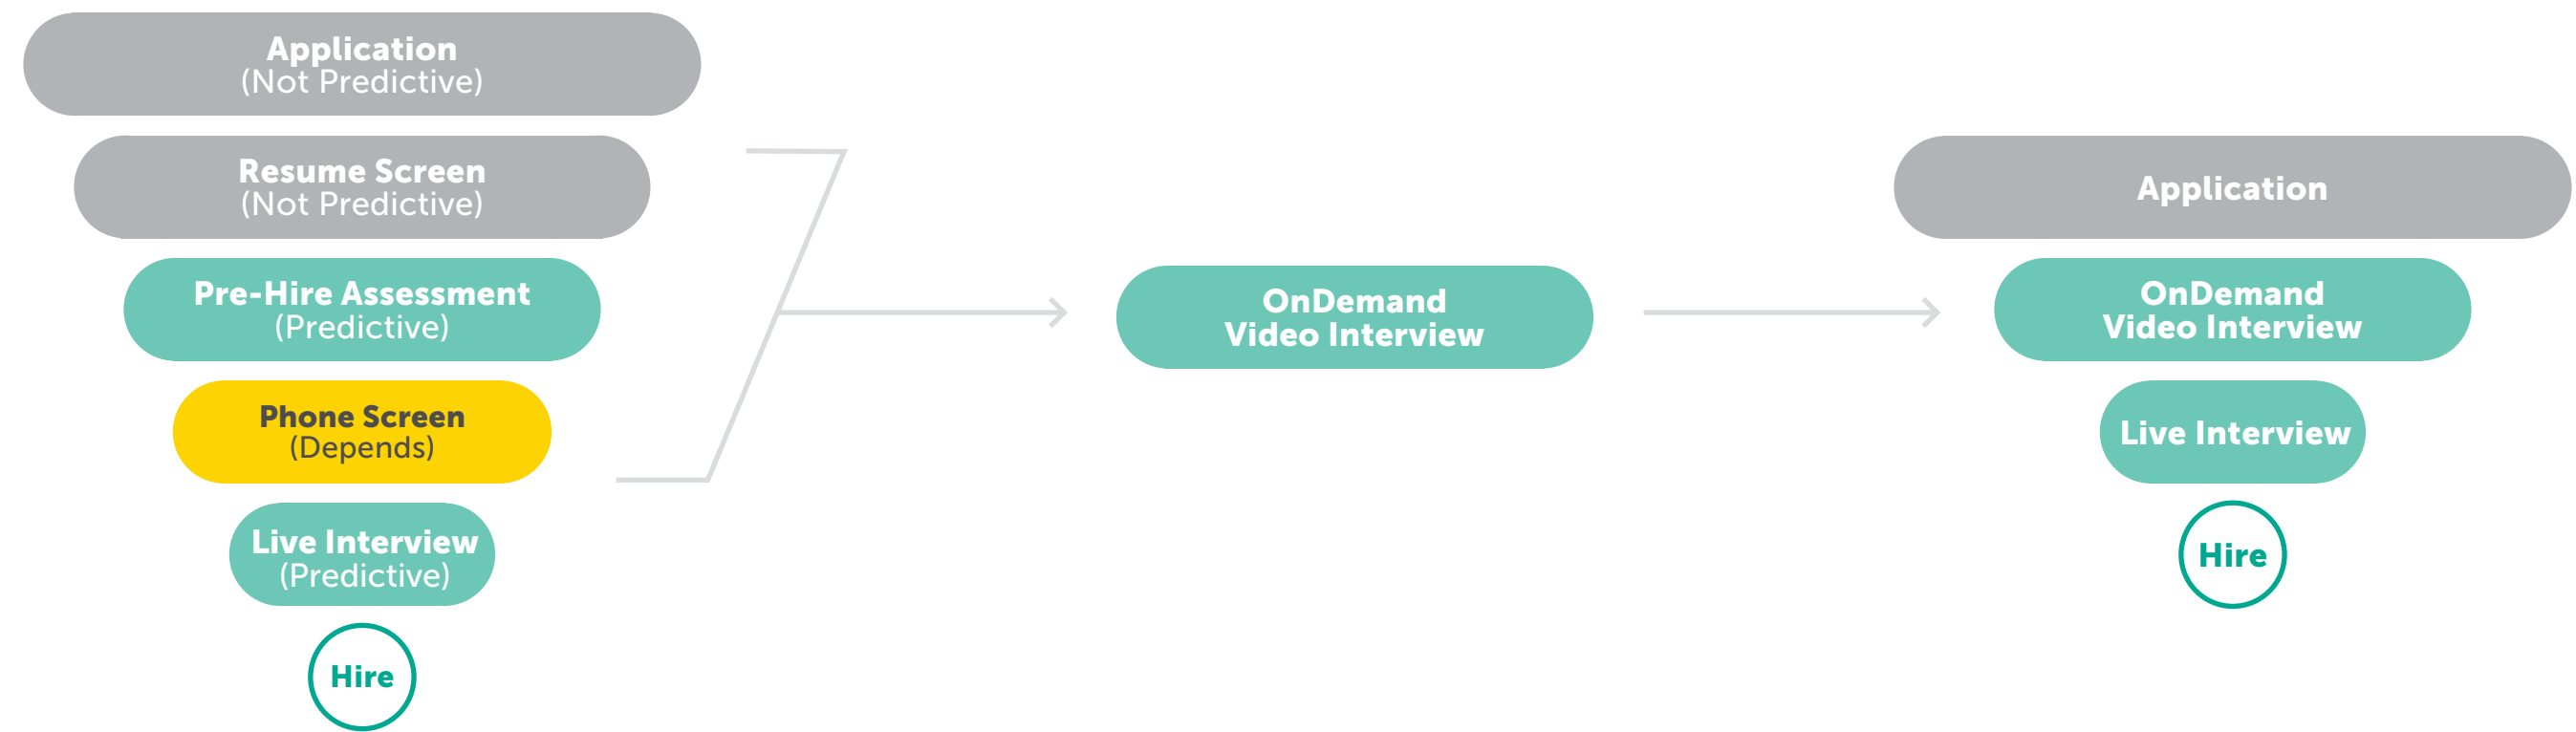 Application
(Not Predictive)
Resume Screen
(Not Predictive)
Pre-Hire Assessment
(Predictive)
Phone Screen
(Depends)
Live Interview
(Predictive)
Hire
OnDemand
Video Interview
Application
OnDemand
Video Interview
Live Interview
Hire